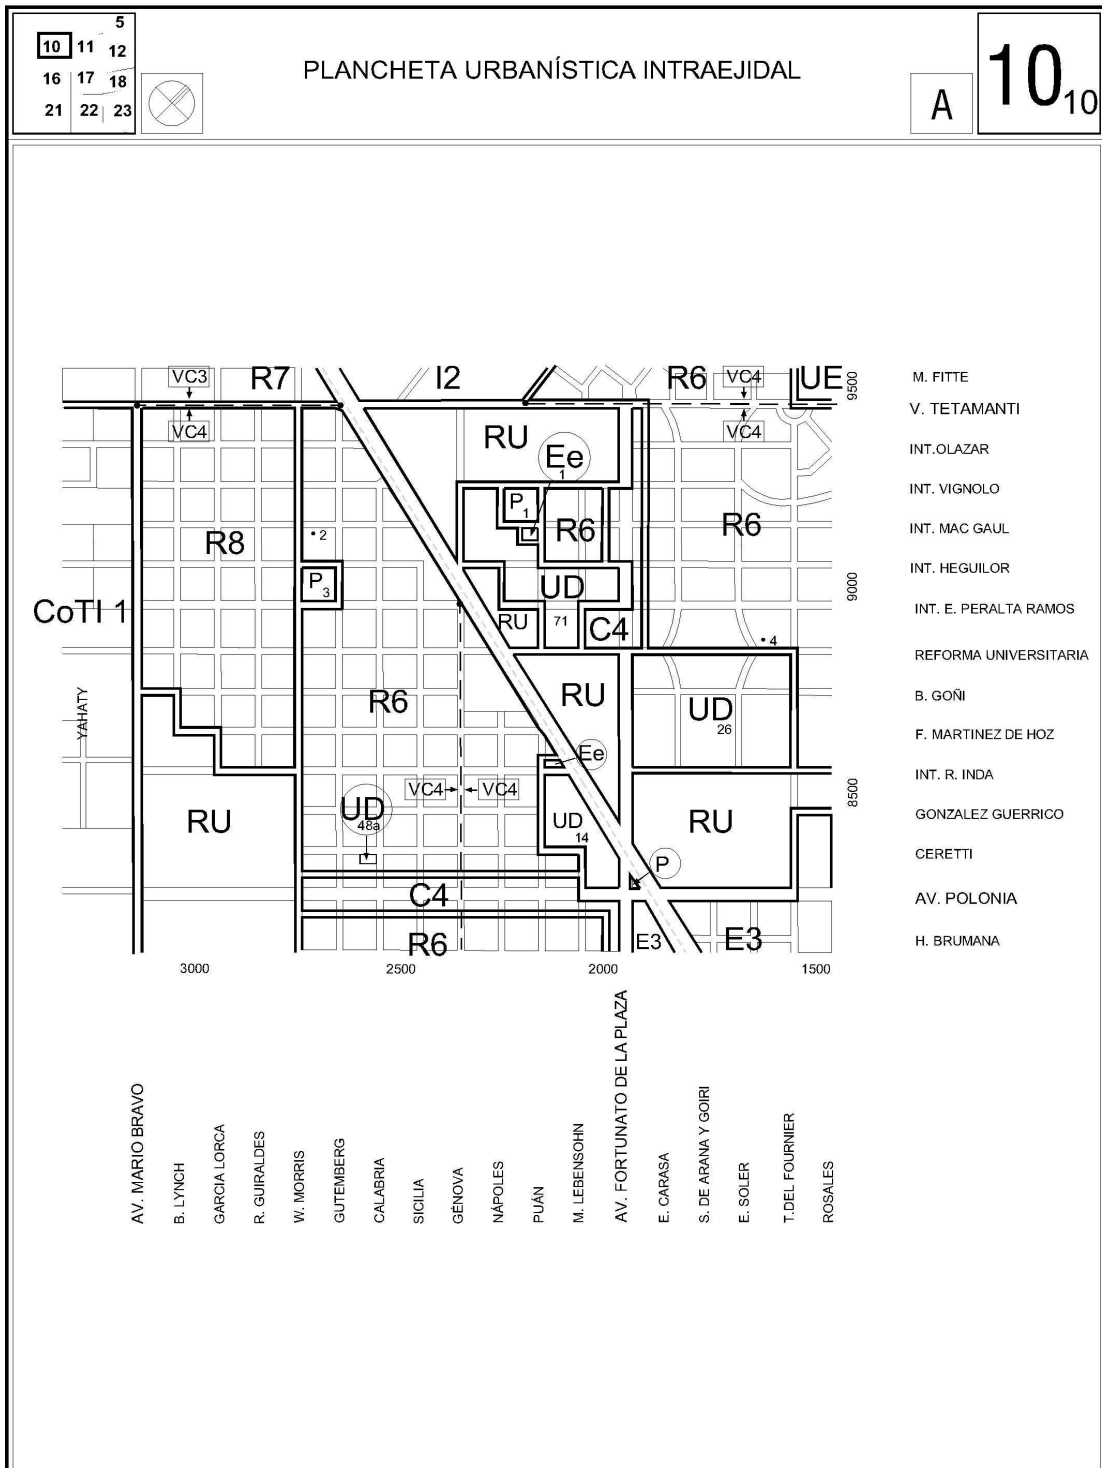 5
10 11 12
16 17 18
21 22 23
PLANCHETA URBANÍSTICA INTRAEJIDAL
A
10 10
VC3
R7
I2
R6
VC4
UE
9500
M. FITTE
V. TETAMANTI
VC4
VC4
RU
Ee
1
INT.OLAZAR
INT. VIGNOLO
P1
R6
R6
R8
2
INT. MAC GAUL
INT. HEGUILOR
P3
UD
9000
CoTI 1
RU
71
C4
INT. E. PERALTA RAMOS
4
REFORMA UNIVERSITARIA
YAHATY
R6
RU
UD
26
B. GOÑI
F. MARTINEZ DE HOZ
Ee
INT. R. INDA
VC4
VC4
8500
UD
48a
RU
UD
14
RU
GONZALEZ GUERRICO
CERETTI
P
C4
AV. POLONIA
R6
E3
E3
H. BRUMANA
3000 2500 2000 1500
AV. MARIO BRAVO
B. LYNCH
GARCIA LORCA
R. GUIRALDES
W. MORRIS
GUTEMBERG
CALABRIA
SICILIA
GÉNOVA
NÁPOLES
PUÁN
M. LEBENSOHN
AV. FORTUNATO DE LA PLAZA
E. CARASA
S. DE ARANA Y GOIRI
E. SOLER
T.DEL FOURNIER
ROSALES